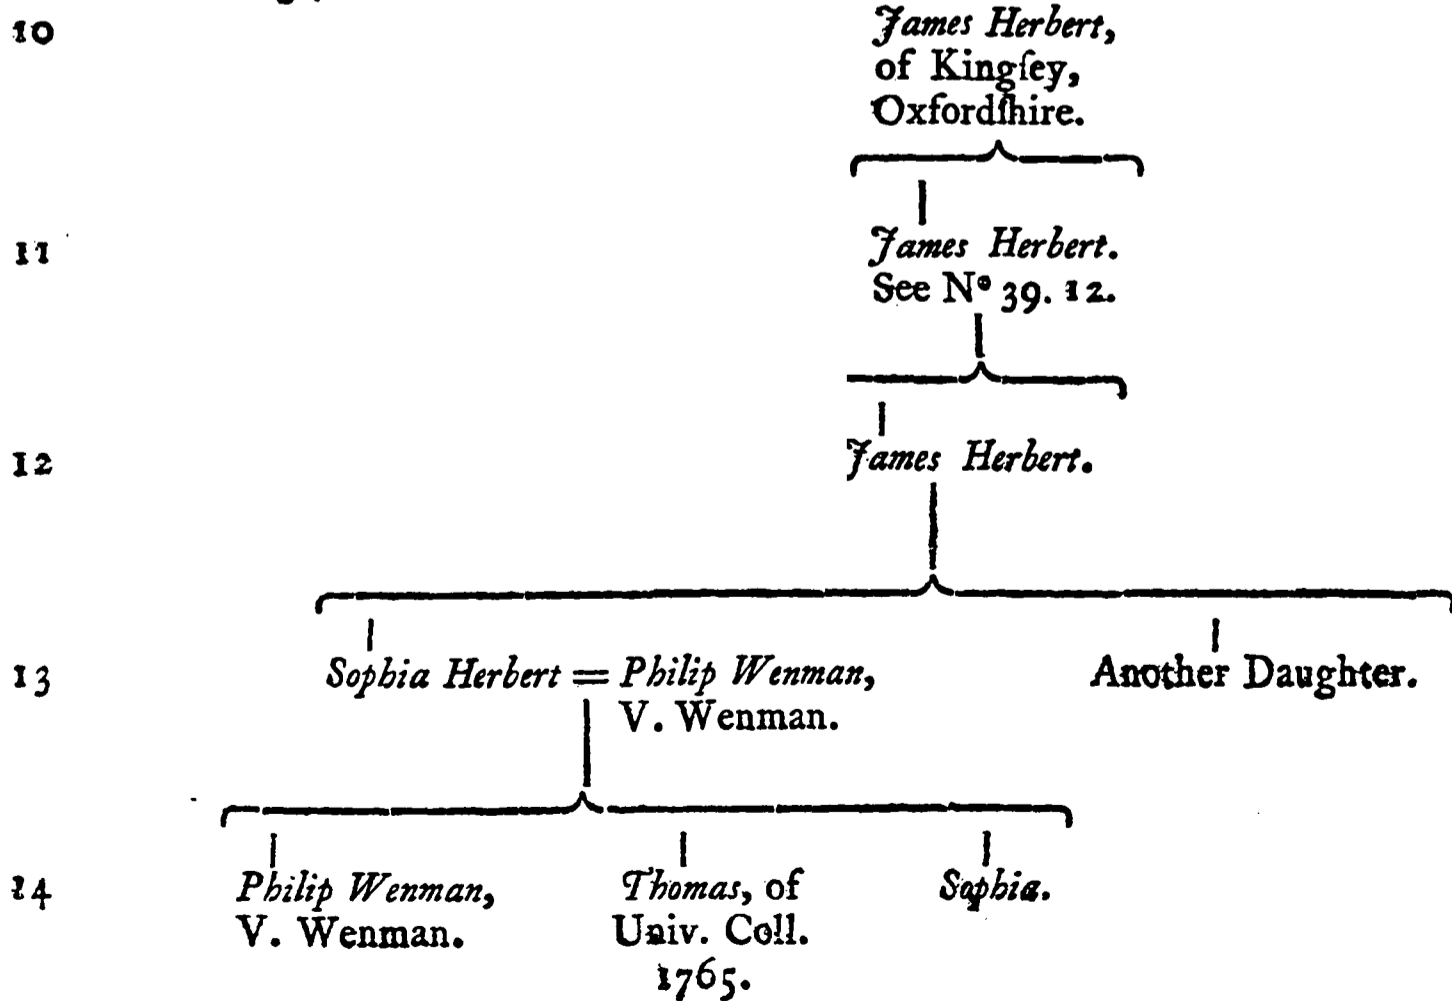 10 James Herbert,
of Kingſey,
Oxfordſhire.
11 James Herbert.
See No 39. 12.
12 James Herbert.
13 Sophia Herbert = Philip Wenman, Another Daughter.
V. Wenman.
14 Philip Wenman, Thomas, of Sophia.
V. Wenman. Univ. Coll.
1765.